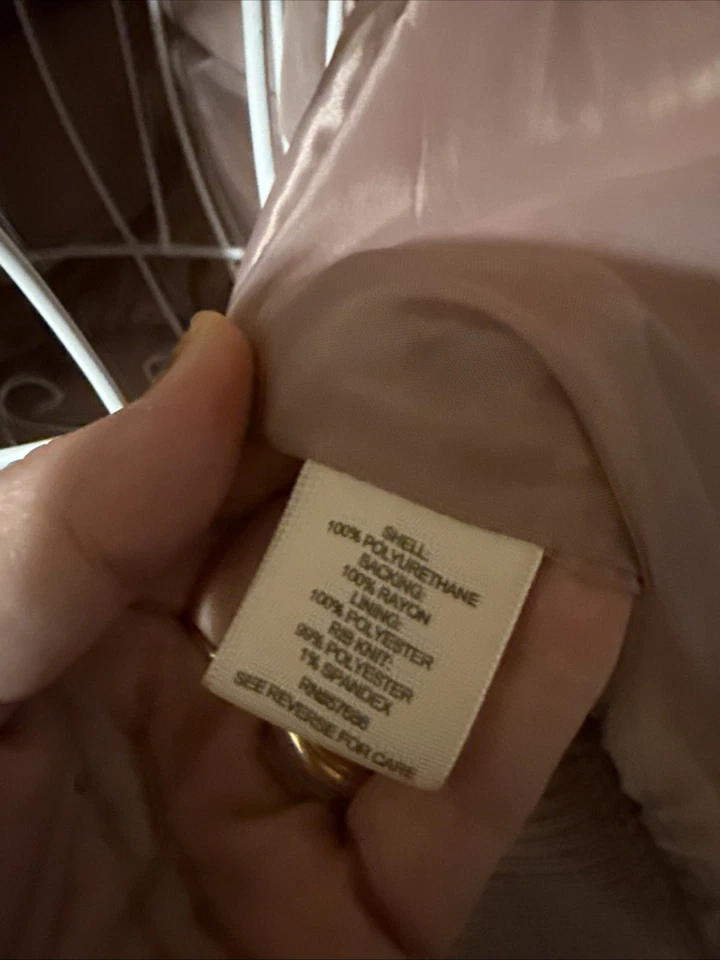 SHELL:
100% POLYURETHANE
BACKING:
100% RAYON
LINING:
100% POLYESTER
RIB KNIT:
99% POLYESTER
1% SPANDEX
SEE REVERSE FOR CARE